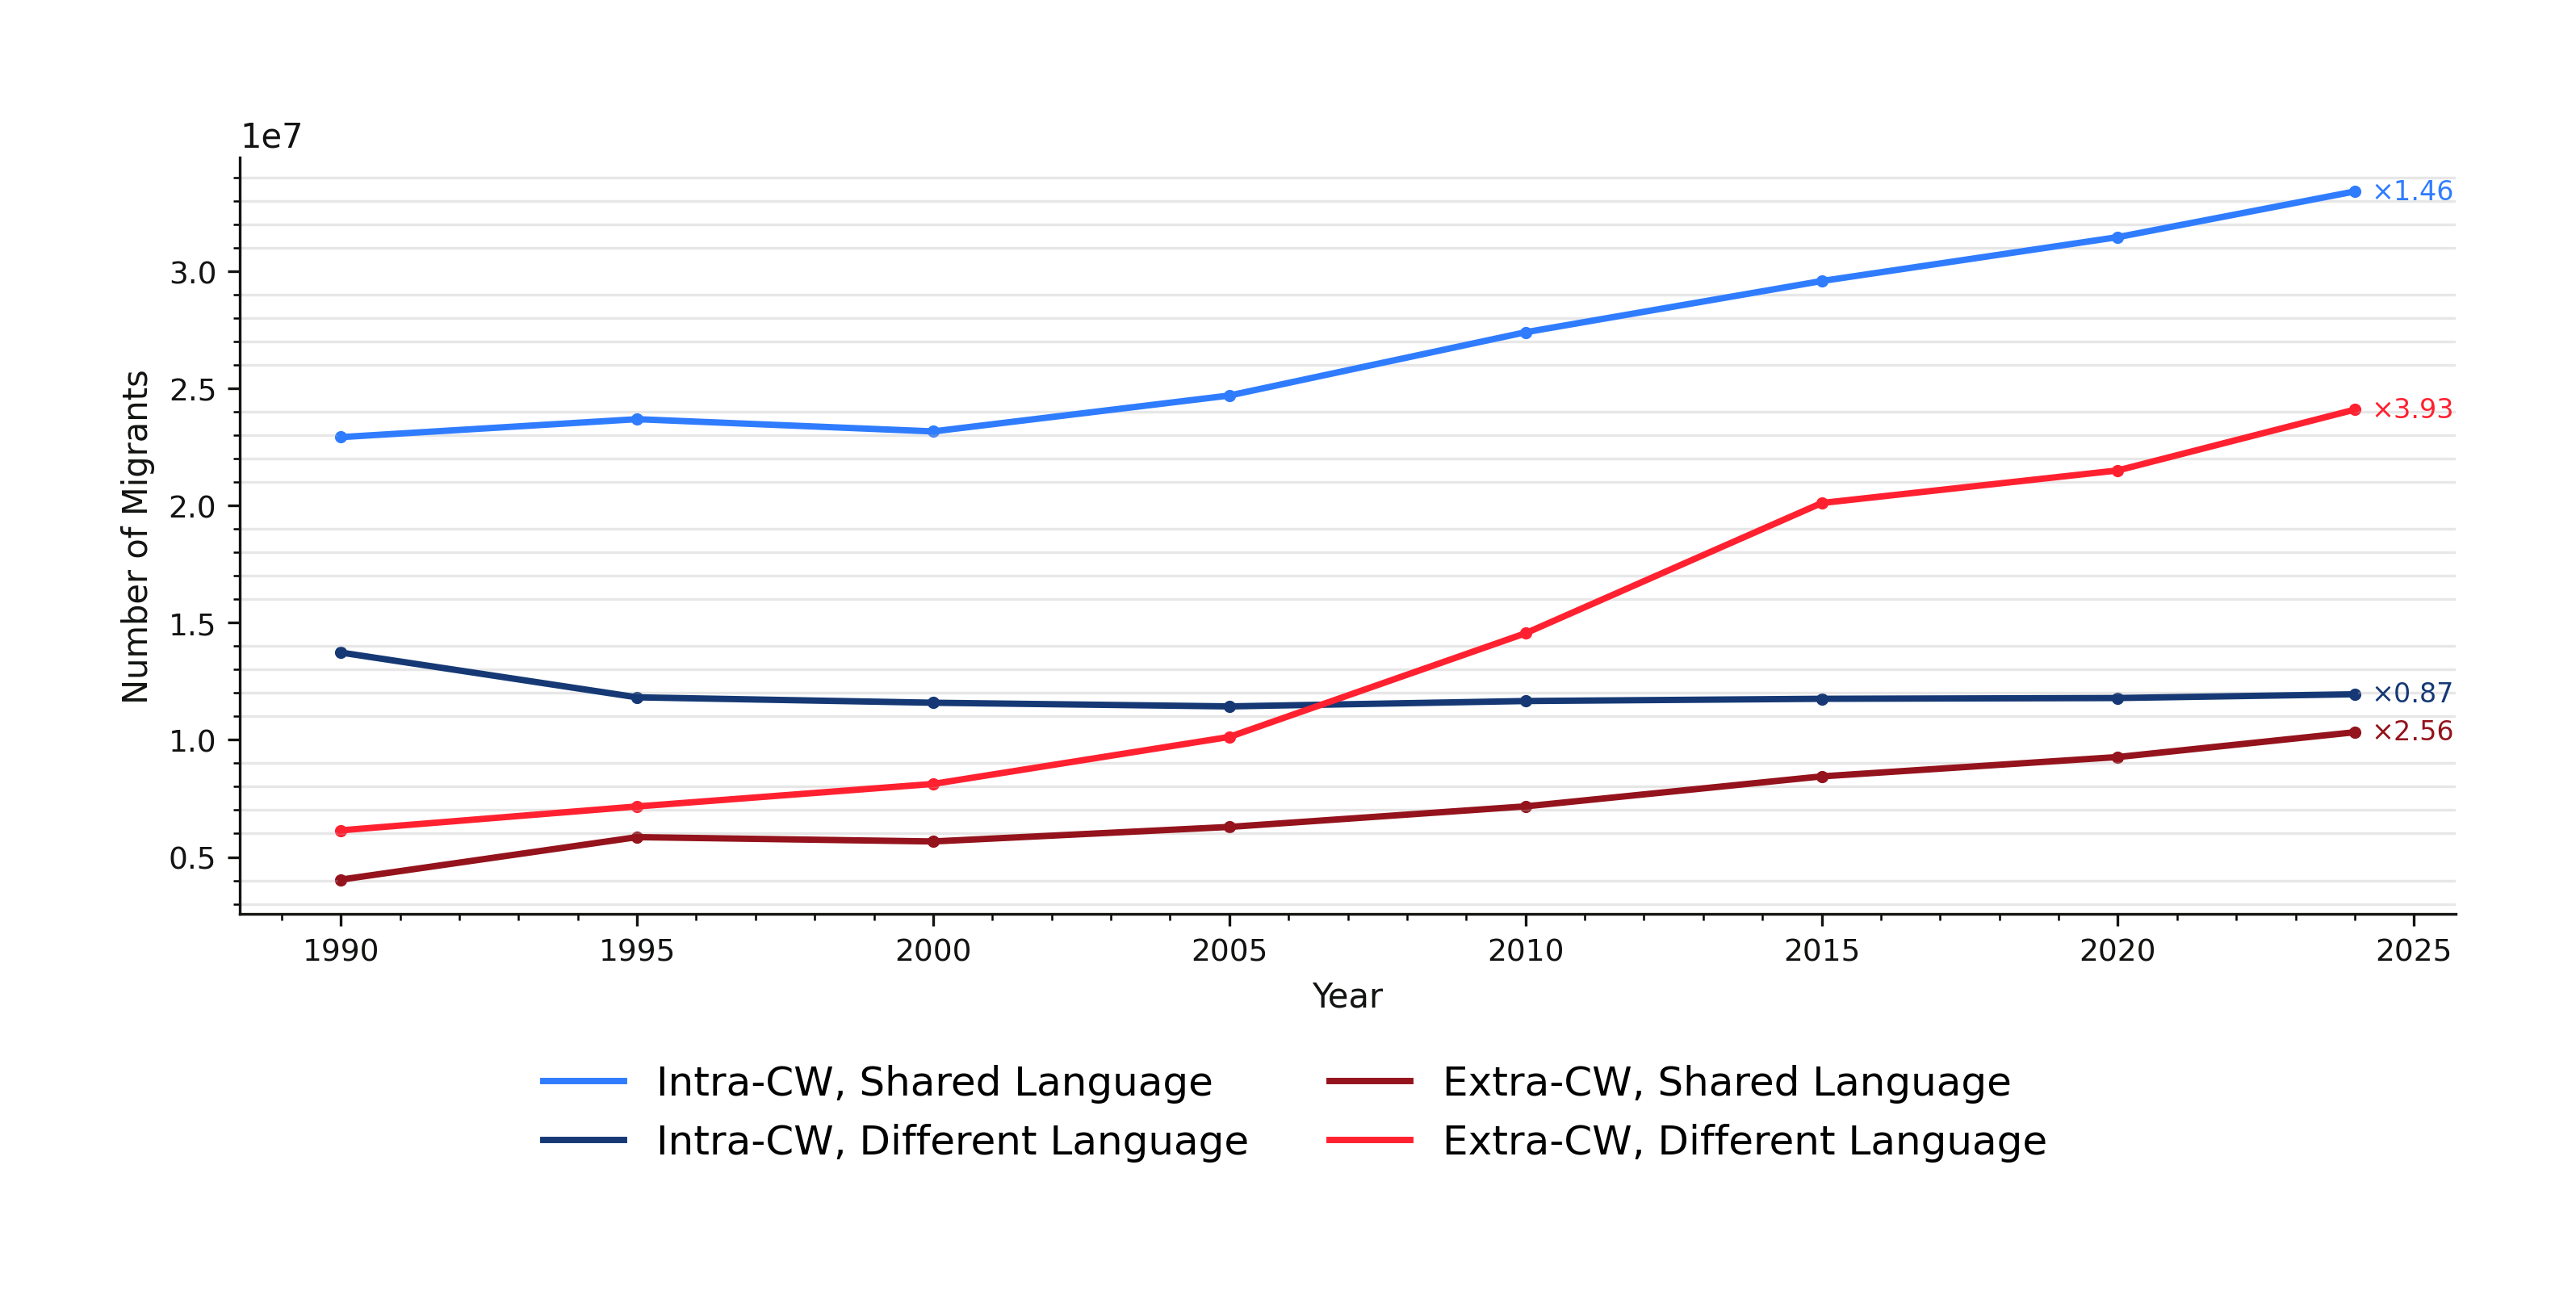 1e7
3.0
2.5
2.0
1.5
1.0
0.5
Number of Migrants
×1.46
×3.93
×0.87
×2.56
1990 1995 2000 2005 2010 2015 2020 2025
Year
Intra-CW, Shared Language
Intra-CW, Different Language
Extra-CW, Shared Language
Extra-CW, Different Language